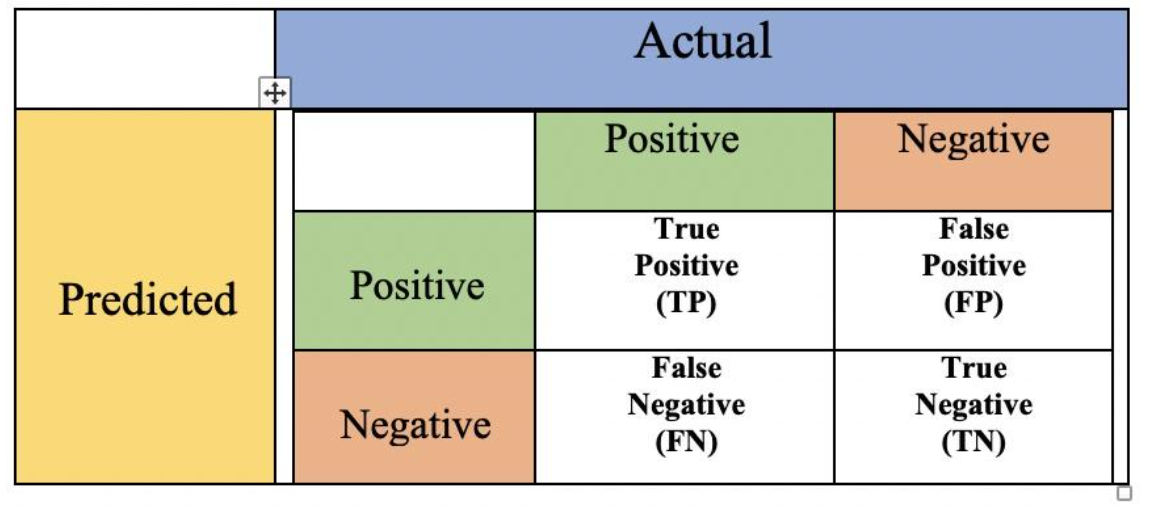 Actual
Positive Negative
Predicted
Positive
True
Positive
(TP)
False
Positive
(FP)
Negative
False
Negative
(FN)
True
Negative
(TN)